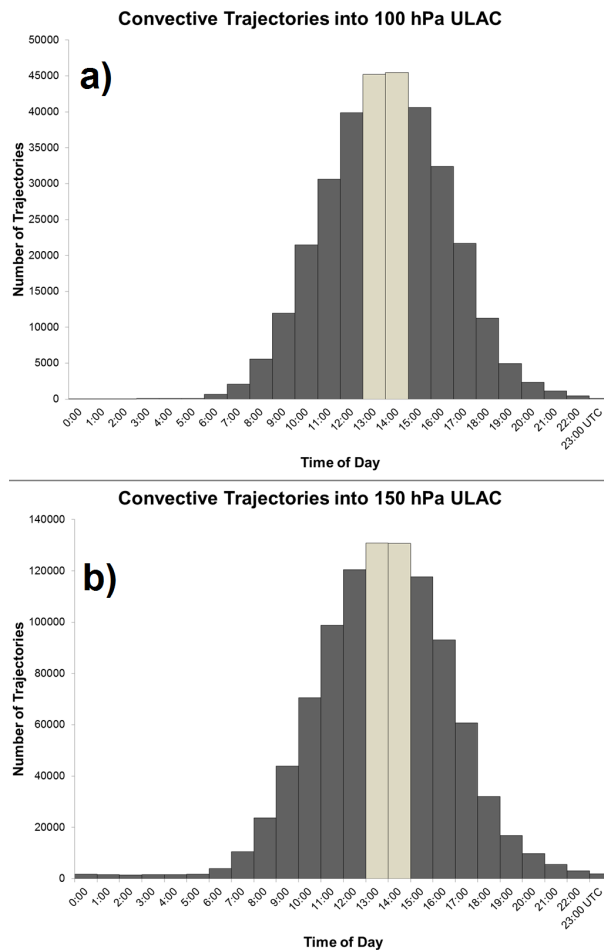 Convective Trajectories into 100 hPa ULAC
a)
50000
45000
40000
35000
30000
25000
20000
15000
10000
5000
0
Number of Trajectories
0:00 1:00 2:00 3:00 4:00 5:00 6:00 7:00 8:00 9:00 10:00 11:00 12:00 13:00 14:00 15:00 16:00 17:00 18:00 19:00 20:00 21:00 22:00 23:00 UTC
Time of Day
Convective Trajectories into 150 hPa ULAC
b)
140000
120000
100000
80000
60000
40000
20000
0
Number of Trajectories
0:00 1:00 2:00 3:00 4:00 5:00 6:00 7:00 8:00 9:00 10:00 11:00 12:00 13:00 14:00 15:00 16:00 17:00 18:00 19:00 20:00 21:00 22:00 23:00 UTC
Time of Day